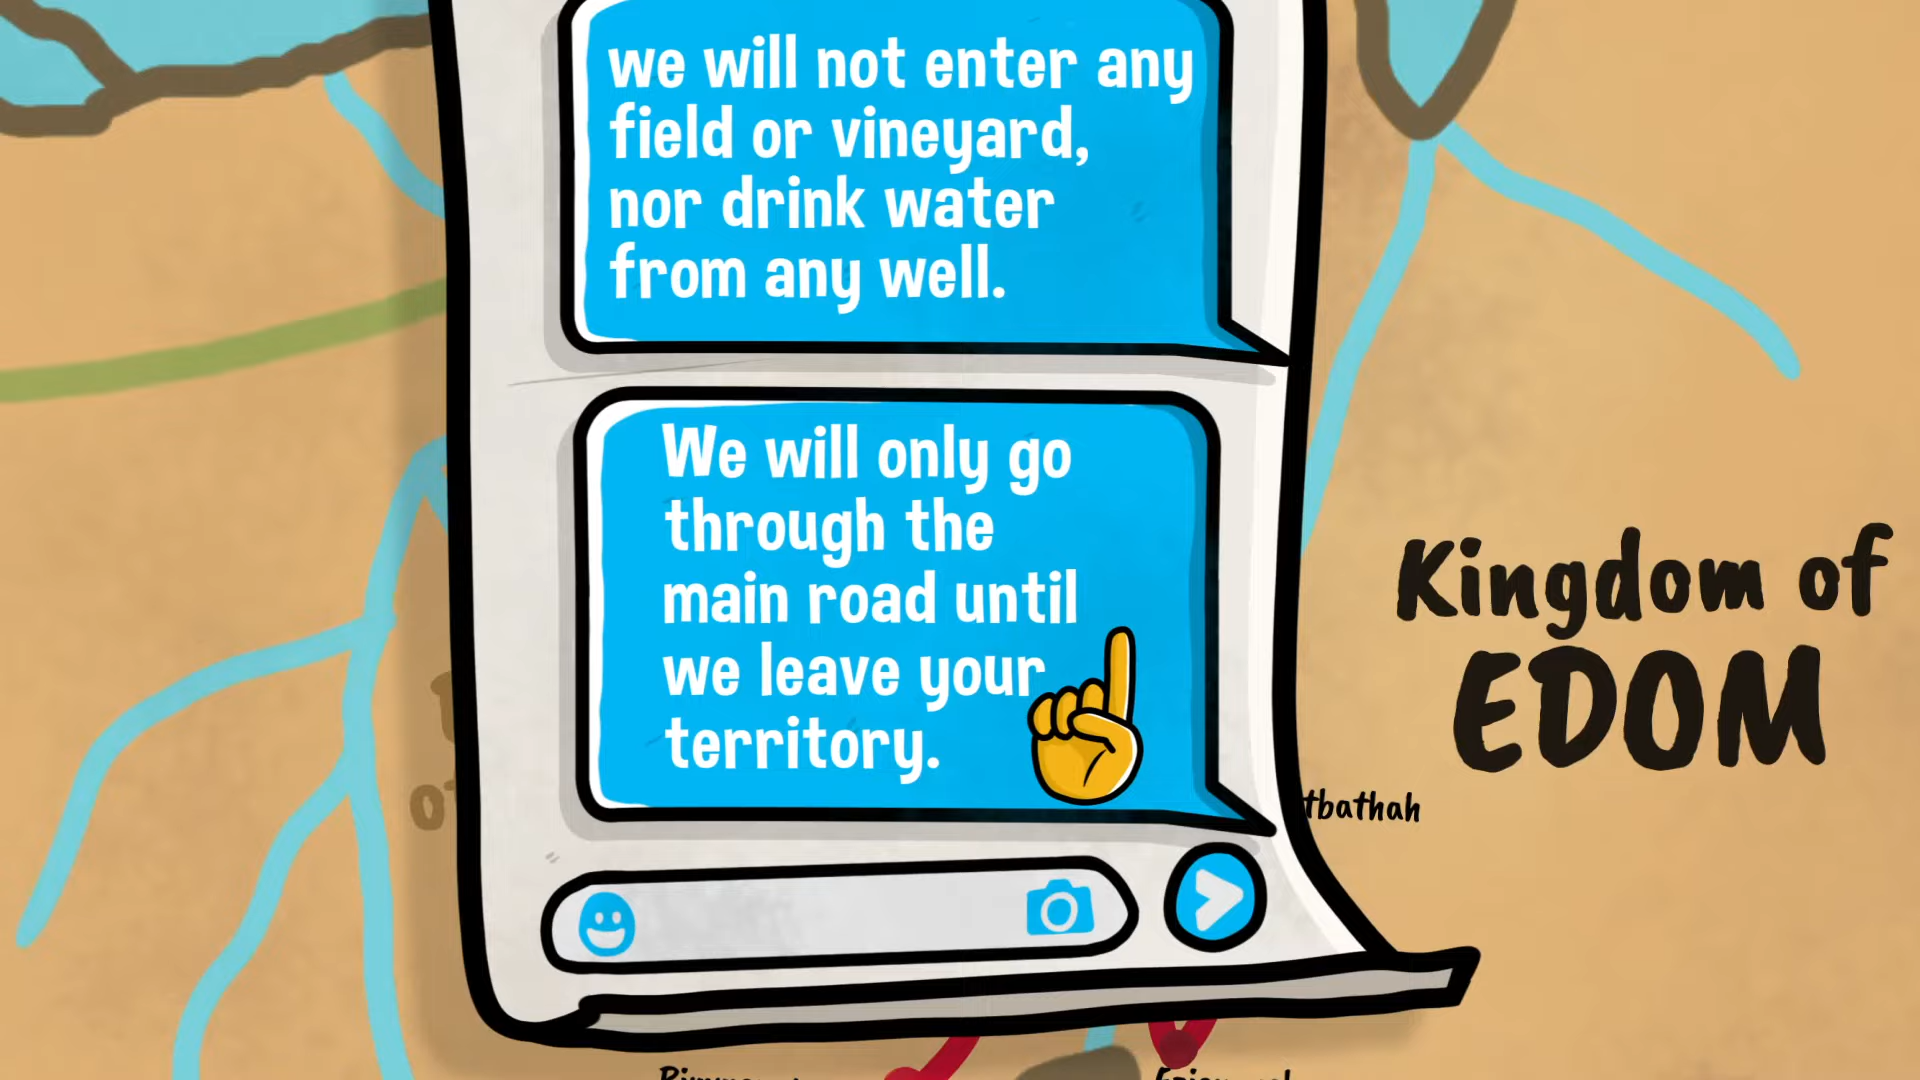 we will not enter any
field or vineyard,
nor drink water
from any well.
We will only go
through the
main road until
we leave your
territory.
Kingdom of
EDOM